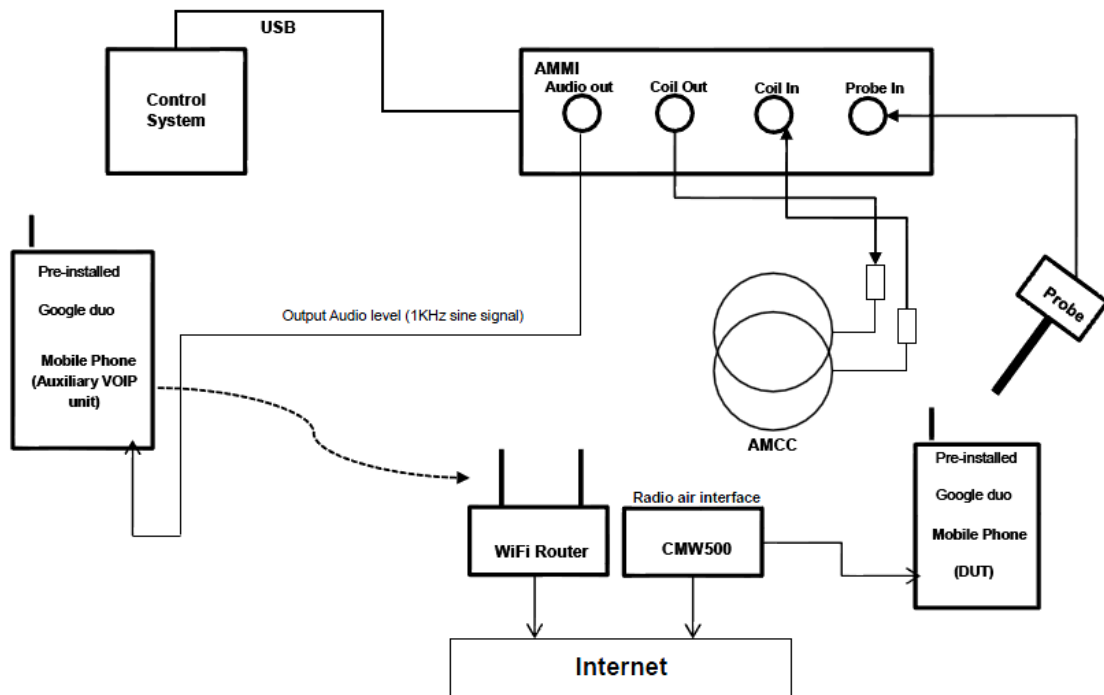 USB
Control
System
AMMI
Audio out
Coil Out
Coil In
Probe In
Pre-installed
Google duo
Mobile Phone
(Auxiliary VOIP
unit)
Output Audio level (1KHz sine signal)
Probe
AMCC
Pre-installed
Google duo
Mobile Phone
(DUT)
Radio air interface
WiFi Router
CMW500
Internet